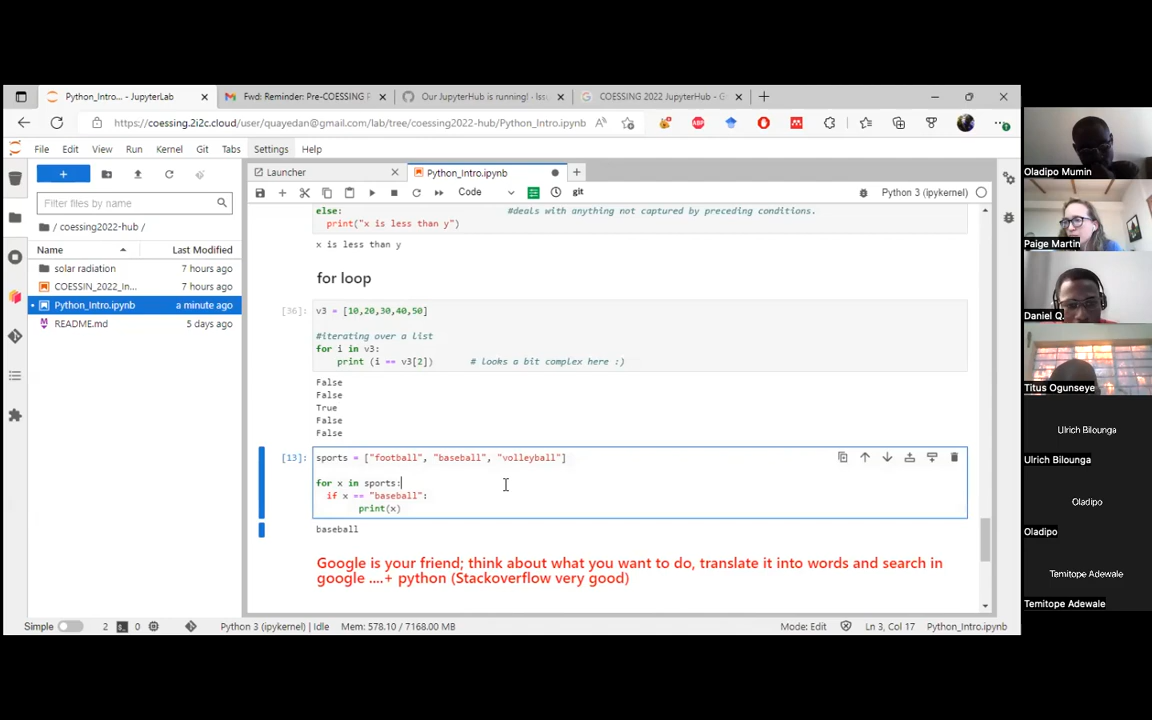 Python_Intro... - JupyterLab
Fwd: Reminder: Pre-COESSING F
Our JupyterHub is running! - Iss
COESSING 2022 JupyterHub - G
https://coessing.2i2c.cloud/user/quayedan@gmail.com/lab/tree/coessing2022-hub/Python_Intro.ipynb
File Edit View Run Kernel Git Tabs Settings Help
Filter files by name
/ coessing2022-hub /
Name Last Modified
solar radiation 7 hours ago
COESSIN_2022_In... 7 hours ago
Python_Intro.ipynb a minute ago
README.md 5 days ago
Launcher
Python_Intro.ipynb
Code
git
Python 3 (ipykernel)
else: #deals with anything not captured by preceding conditions.
print("x is less than y")
x is less than y
for loop
[36]: v3 = [10,20,30,40,50]
#iterating over a list
for i in v3:
print (i == v3[2]) # looks a bit complex here :)
False
False
True
False
False
[13]: sports = ["football", "baseball", "volleyball"]
for x in sports:
if x == "baseball":
print(x)
baseball
Google is your friend; think about what you want to do, translate it into words and search in
google ....+ python (Stackoverflow very good)
Simple 2 0 Python 3 (ipykernel) | Idle Mem: 578.10 / 7168.00 MB Mode: Edit Ln 3, Col 17 Python_Intro.ipynb
Oladipo Mumin
Paige Martin
Daniel Q.
Titus Ogunseye
Ulrich Bilounga
Ulrich Bilounga
Oladipo
Oladipo
Temitope Adewale
Temitope Adewale